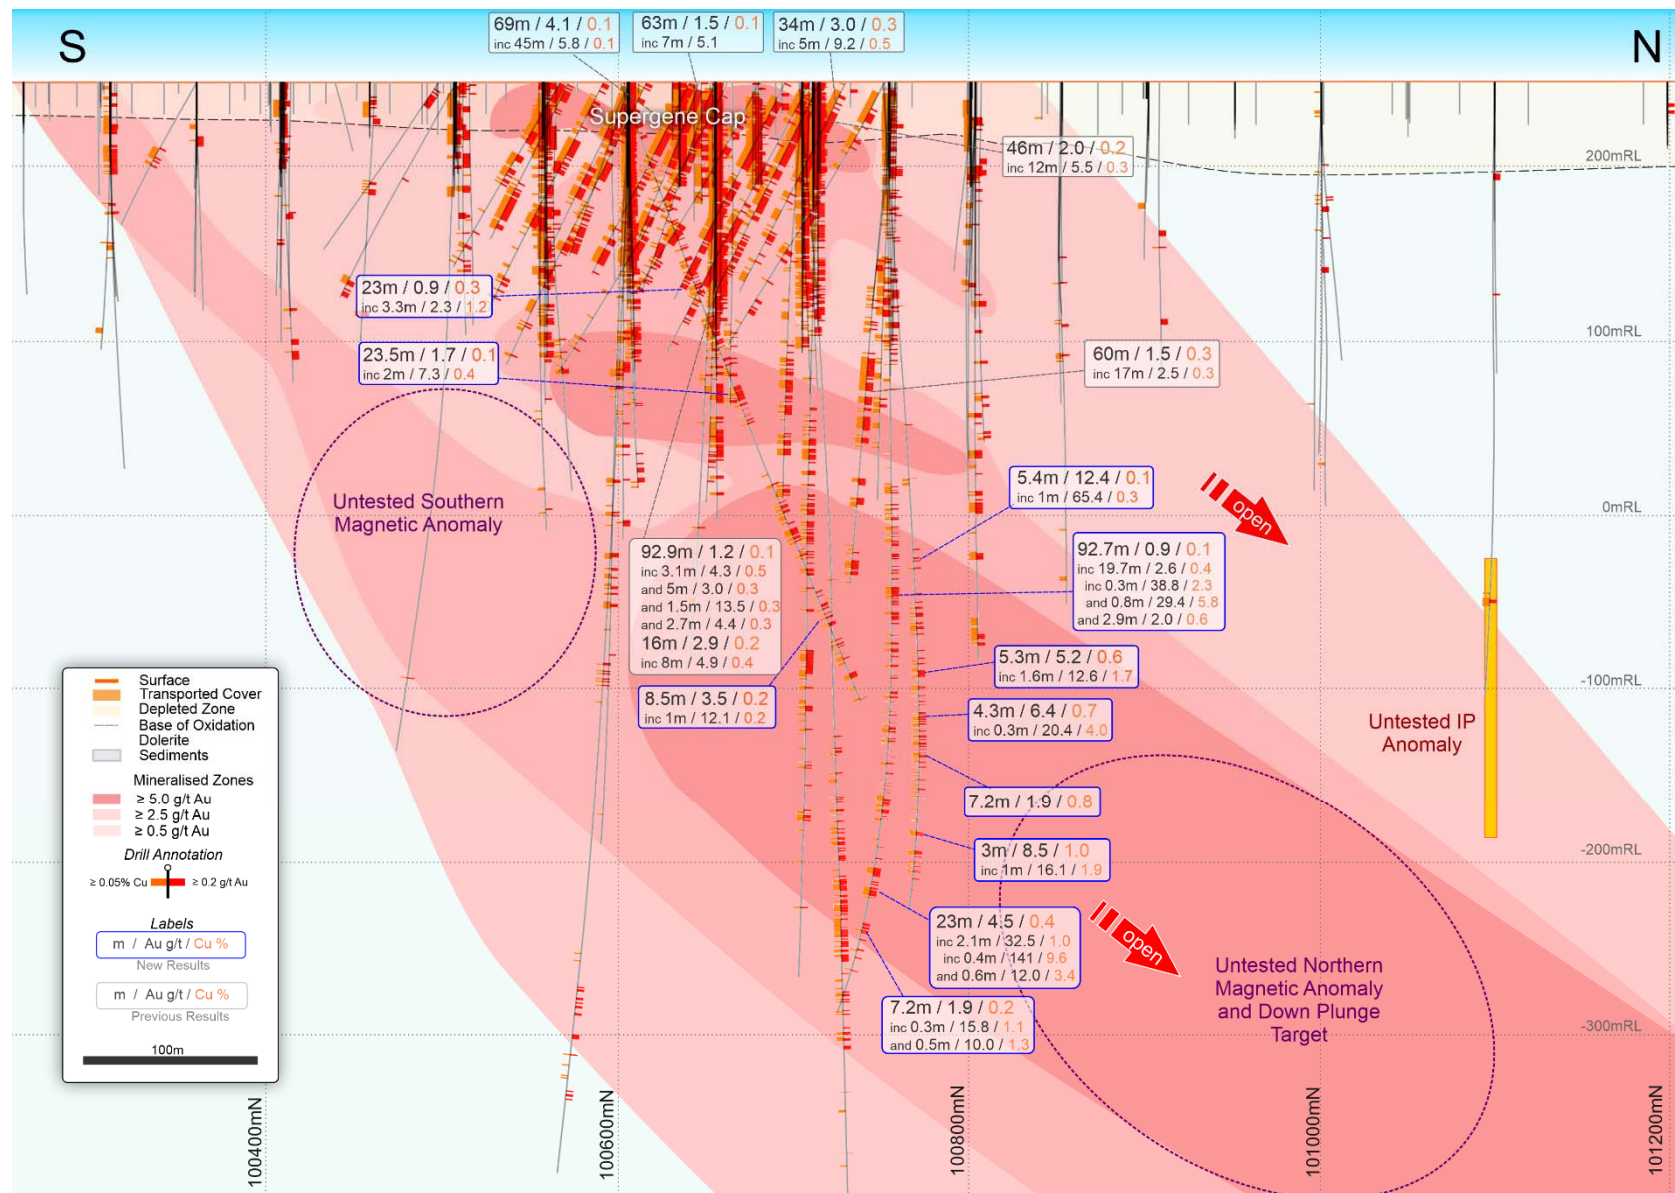 S
N
69m / 4.1 / 0.1
inc 45m / 5.8 / 0.1
63m / 1.5 / 0.1
inc 7m / 5.1
34m / 3.0 / 0.3
inc 5m / 9.2 / 0.5
Supergene Cap
46m / 2.0 / 0.2
inc 12m / 5.5 / 0.3
200mRL
23m / 0.9 / 0.3
inc 3.3m / 2.3 / 1.2
100mRL
23.5m / 1.7 / 0.1
inc 2m / 7.3 / 0.4
60m / 1.5 / 0.3
inc 17m / 2.5 / 0.3
Untested Southern
Magnetic Anomaly
5.4m / 12.4 / 0.1
inc 1m / 65.4 / 0.3
open
0mRL
92.9m / 1.2 / 0.1
inc 3.1m / 4.3 / 0.5
and 5m / 3.0 / 0.3
and 1.5m / 13.5 / 0.3
and 2.7m / 4.4 / 0.3
16m / 2.9 / 0.2
inc 8m / 4.9 / 0.4
92.7m / 0.9 / 0.1
inc 19.7m / 2.6 / 0.4
inc 0.3m / 38.8 / 2.3
and 0.8m / 29.4 / 5.8
and 2.9m / 2.0 / 0.6
5.3m / 5.2 / 0.6
inc 1.6m / 12.6 / 1.7
8.5m / 3.5 / 0.2
inc 1m / 12.1 / 0.2
-100mRL
4.3m / 6.4 / 0.7
inc 0.3m / 20.4 / 4.0
Untested IP
Anomaly
7.2m / 1.9 / 0.8
3m / 8.5 / 1.0
inc 1m / 16.1 / 1.9
-200mRL
23m / 4.5 / 0.4
inc 2.1m / 32.5 / 1.0
inc 0.4m / 141 / 9.6
and 0.6m / 12.0 / 3.4
open
Untested Northern
Magnetic Anomaly
and Down Plunge
Target
7.2m / 1.9 / 0.2
inc 0.3m / 15.8 / 1.1
and 0.5m / 10.0 / 1.3
-300mRL
Surface
Transported Cover
Depleted Zone
Base of Oxidation
Dolerite
Sediments
Mineralised Zones
≥ 5.0 g/t Au
≥ 2.5 g/t Au
≥ 0.5 g/t Au
Drill Annotation
≥ 0.05% Cu
≥ 0.2 g/t Au
Labels
m / Au g/t / Cu %
New Results
m / Au g/t / Cu %
Previous Results
100m
100400mN
100600mN
100800mN
101000mN
101200mN